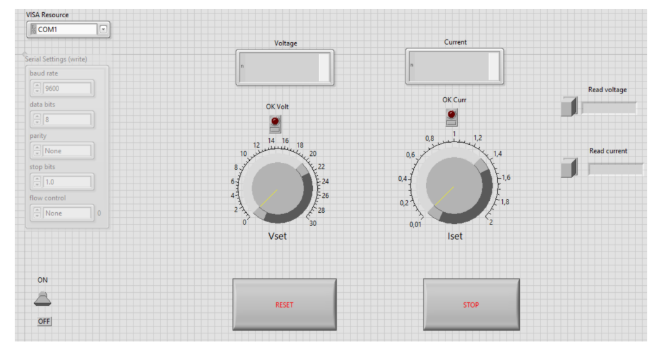 VISA Resource
COM1
Serial Settings (write)
baud rate
9600
data bits
8
parity
None
stop bits
1.0
flow control
None 0
Voltage
Current
OK Volt
OK Curr
0 2 4 6 8 10 12 14 16 18 20 22 24 26 28 30
Vset
0,01 0,2 0,4 0,6 0,8 1 1,2 1,4 1,6 1,8 2
Iset
Read voltage
Read current
ON
OFF
RESET
STOP